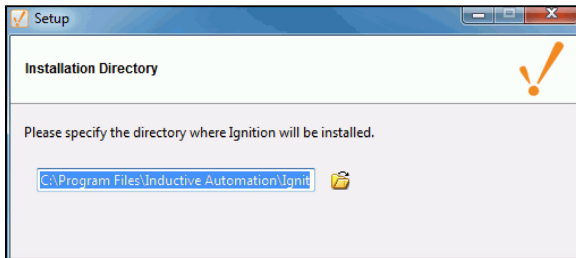 Setup
Installation Directory
Please specify the directory where Ignition will be installed.
C:\Program Files\Inductive Automation\Ignit